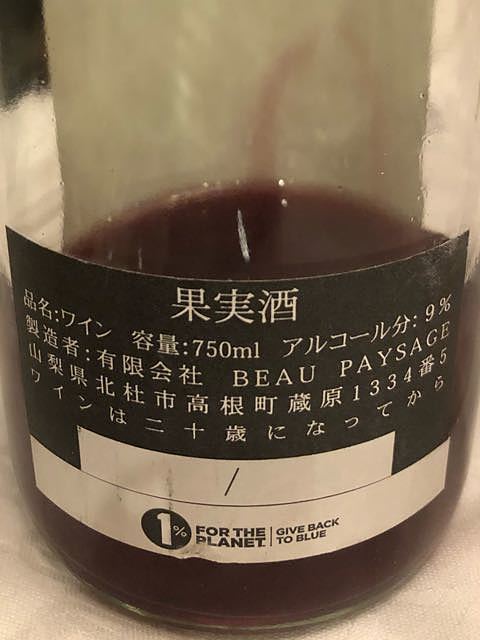 果実酒
品名:ワイン 容量:750ml アルコール分:9%
製造者:有限会社 BEAU PAYSAGE
山梨県北杜市高根町蔵原1334番5
ワインは二十歳になってから
/
1% FOR THE PLANET. GIVE BACK TO BLUE